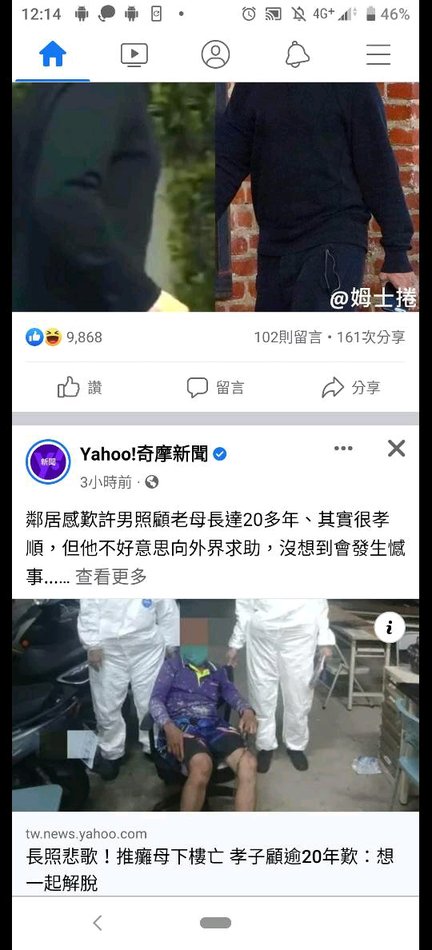 12:14
4G+
46%
@姆士捲
9,868
102則留言・161次分享
讚
留言
分享
新聞
Yahoo!奇摩新聞
3小時前
鄰居感歎許男照顧老母長達20多年、其實很孝
順，但他不好意思向外界求助，沒想到會發生憾
事...... 查看更多
tw.news.yahoo.com
長照悲歌！推癱母下樓亡 孝子顧逾20年歎：想
一起解脫